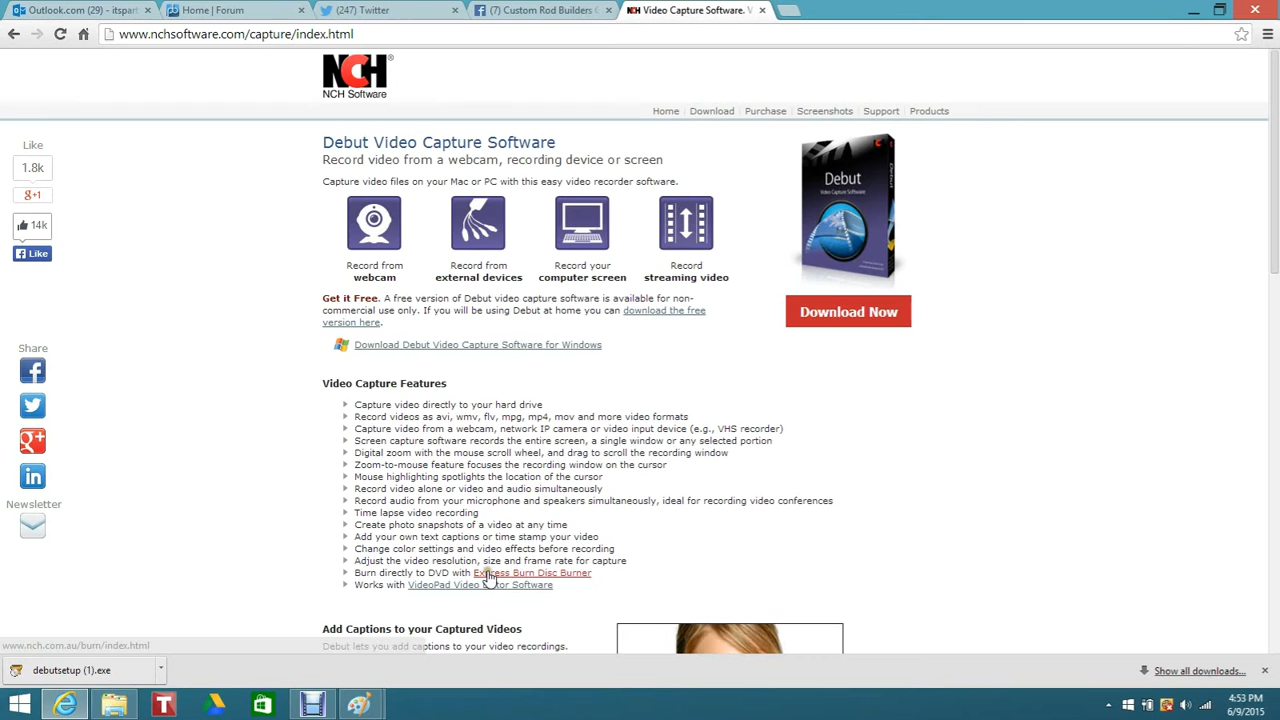 Outlook.com (29) - itspart
Home | Forum
(247) Twitter
(7) Custom Rod Builders G
NCH Video Capture Software. V
www.nchsoftware.com/capture/index.html
NCH®
NCH Software
Home Download Purchase Screenshots Support Products
Debut Video Capture Software
Record video from a webcam, recording device or screen
Capture video files on your Mac or PC with this easy video recorder software.
Debut
Video Capture Software
Record from
webcam
Record from
external devices
Record your
computer screen
Record
streaming video
Get it Free. A free version of Debut video capture software is available for non-
commercial use only. If you will be using Debut at home you can download the free
version here.
Download Now
Download Debut Video Capture Software for Windows
Like
1.8k
g+1
14k
Like
Share
Newsletter
Video Capture Features
Capture video directly to your hard drive
Record videos as avi, wmv, flv, mpg, mp4, mov and more video formats
Capture video from a webcam, network IP camera or video input device (e.g., VHS recorder)
Screen capture software records the entire screen, a single window or any selected portion
Digital zoom with the mouse scroll wheel, and drag to scroll the recording window
Zoom-to-mouse feature focuses the recording window on the cursor
Mouse highlighting spotlights the location of the cursor
Record video alone or video and audio simultaneously
Record audio from your microphone and speakers simultaneously, ideal for recording video conferences
Time lapse video recording
Create photo snapshots of a video at any time
Add your own text captions or time stamp your video
Change color settings and video effects before recording
Adjust the video resolution, size and frame rate for capture
Burn directly to DVD with Express Burn Disc Burner
Works with VideoPad Video Editor Software
Add Captions to your Captured Videos
Debut lets you add captions to your video recordings.
www.nch.com.au/burn/index.html
debutsetup (1).exe
Show all downloads...
4:53 PM
6/9/2015